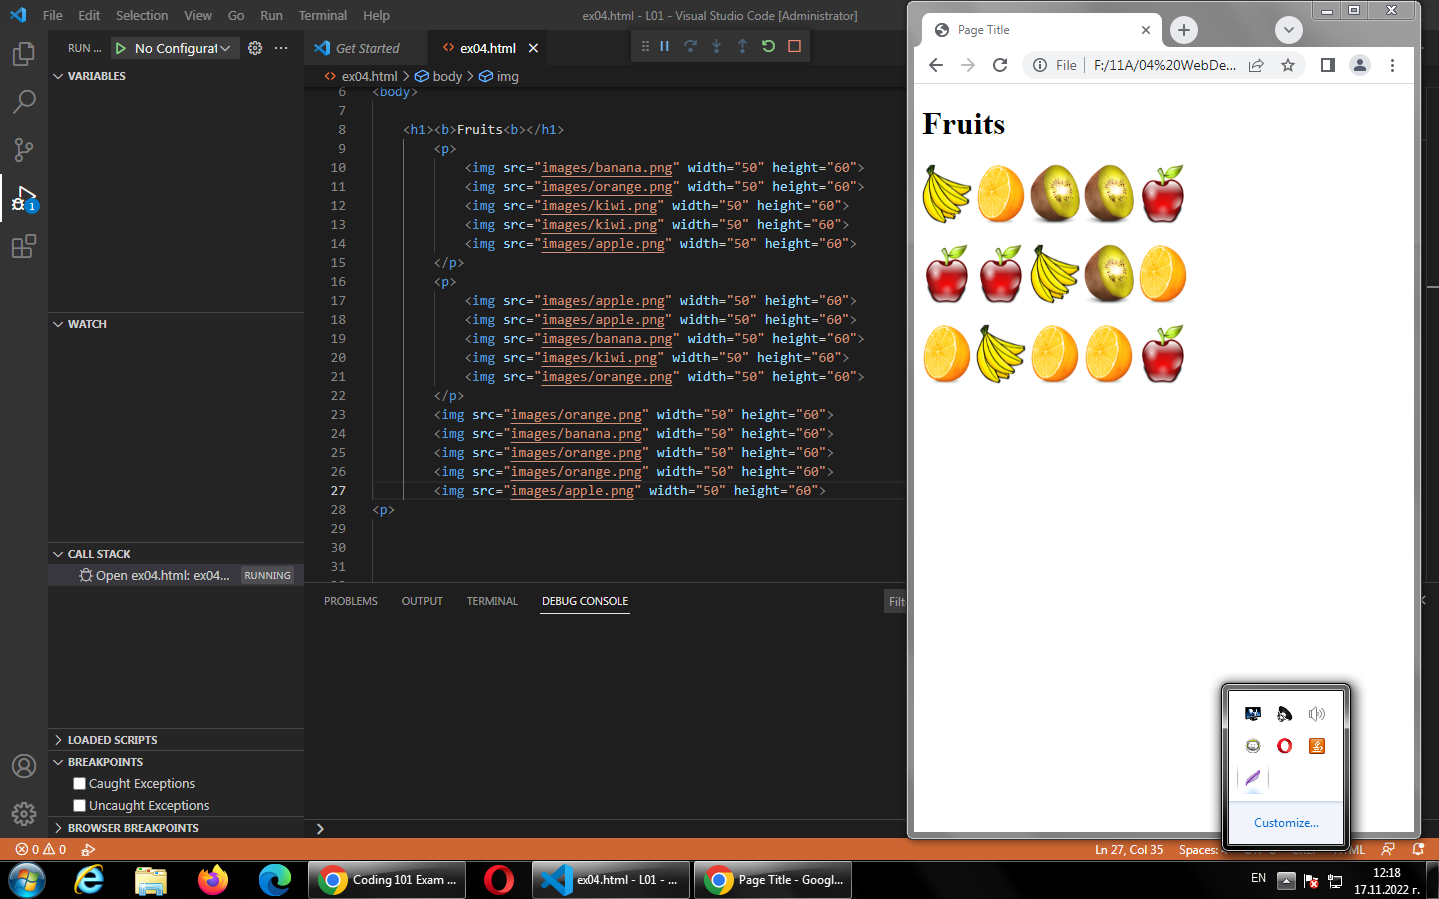 File Edit Selection View Go Run Terminal Help
ex04.html - L01 - Visual Studio Code [Administrator]
RUN ... No Configurat
Get Started
ex04.html
ex04.html > body > img
VARIABLES
WATCH
CALL STACK
Open ex04.html: ex04... RUNNING
LOADED SCRIPTS
BREAKPOINTS
Caught Exceptions
Uncaught Exceptions
BROWSER BREAKPOINTS
6 <body>
7
8 <h1><b>Fruits<b></h1>
9 <p>
10 <img src="images/banana.png" width="50" height="60">
11 <img src="images/orange.png" width="50" height="60">
12 <img src="images/kiwi.png" width="50" height="60">
13 <img src="images/kiwi.png" width="50" height="60">
14 <img src="images/apple.png" width="50" height="60">
15 </p>
16 <p>
17 <img src="images/apple.png" width="50" height="60">
18 <img src="images/apple.png" width="50" height="60">
19 <img src="images/banana.png" width="50" height="60">
20 <img src="images/kiwi.png" width="50" height="60">
21 <img src="images/orange.png" width="50" height="60">
22 </p>
23 <img src="images/orange.png" width="50" height="60">
24 <img src="images/banana.png" width="50" height="60">
25 <img src="images/orange.png" width="50" height="60">
26 <img src="images/orange.png" width="50" height="60">
27 <img src="images/apple.png" width="50" height="60">
28 <p>
29
30
31
PROBLEMS OUTPUT TERMINAL DEBUG CONSOLE
Filt
Page Title
File | F:/11A/04%20WebDe...
Fruits
Customize...
1
0 0
Ln 27, Col 35 Spaces:
Coding 101 Exam ...
ex04.html - L01 - ...
Page Title - Googl...
EN
12:18
17.11.2022 г.